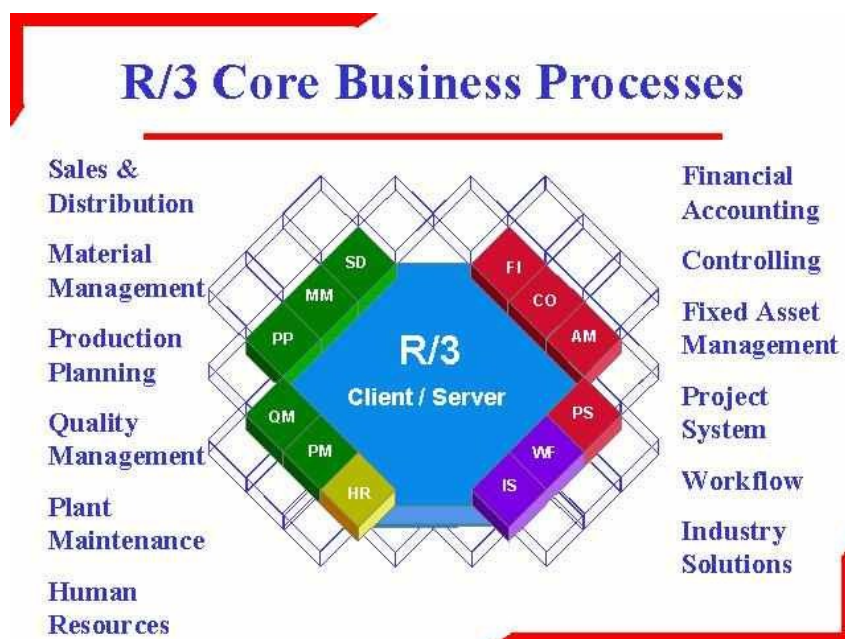 R/3 Core Business Processes
Sales &
Distribution
Material
Management
Production
Planning
Quality
Management
Plant
Maintenance
Human
Resources
SD
MM
PP
QM
PM
HR
R/3
Client / Server
FI
CO
AM
PS
WF
IS
Financial
Accounting
Controlling
Fixed Asset
Management
Project
System
Workflow
Industry
Solutions